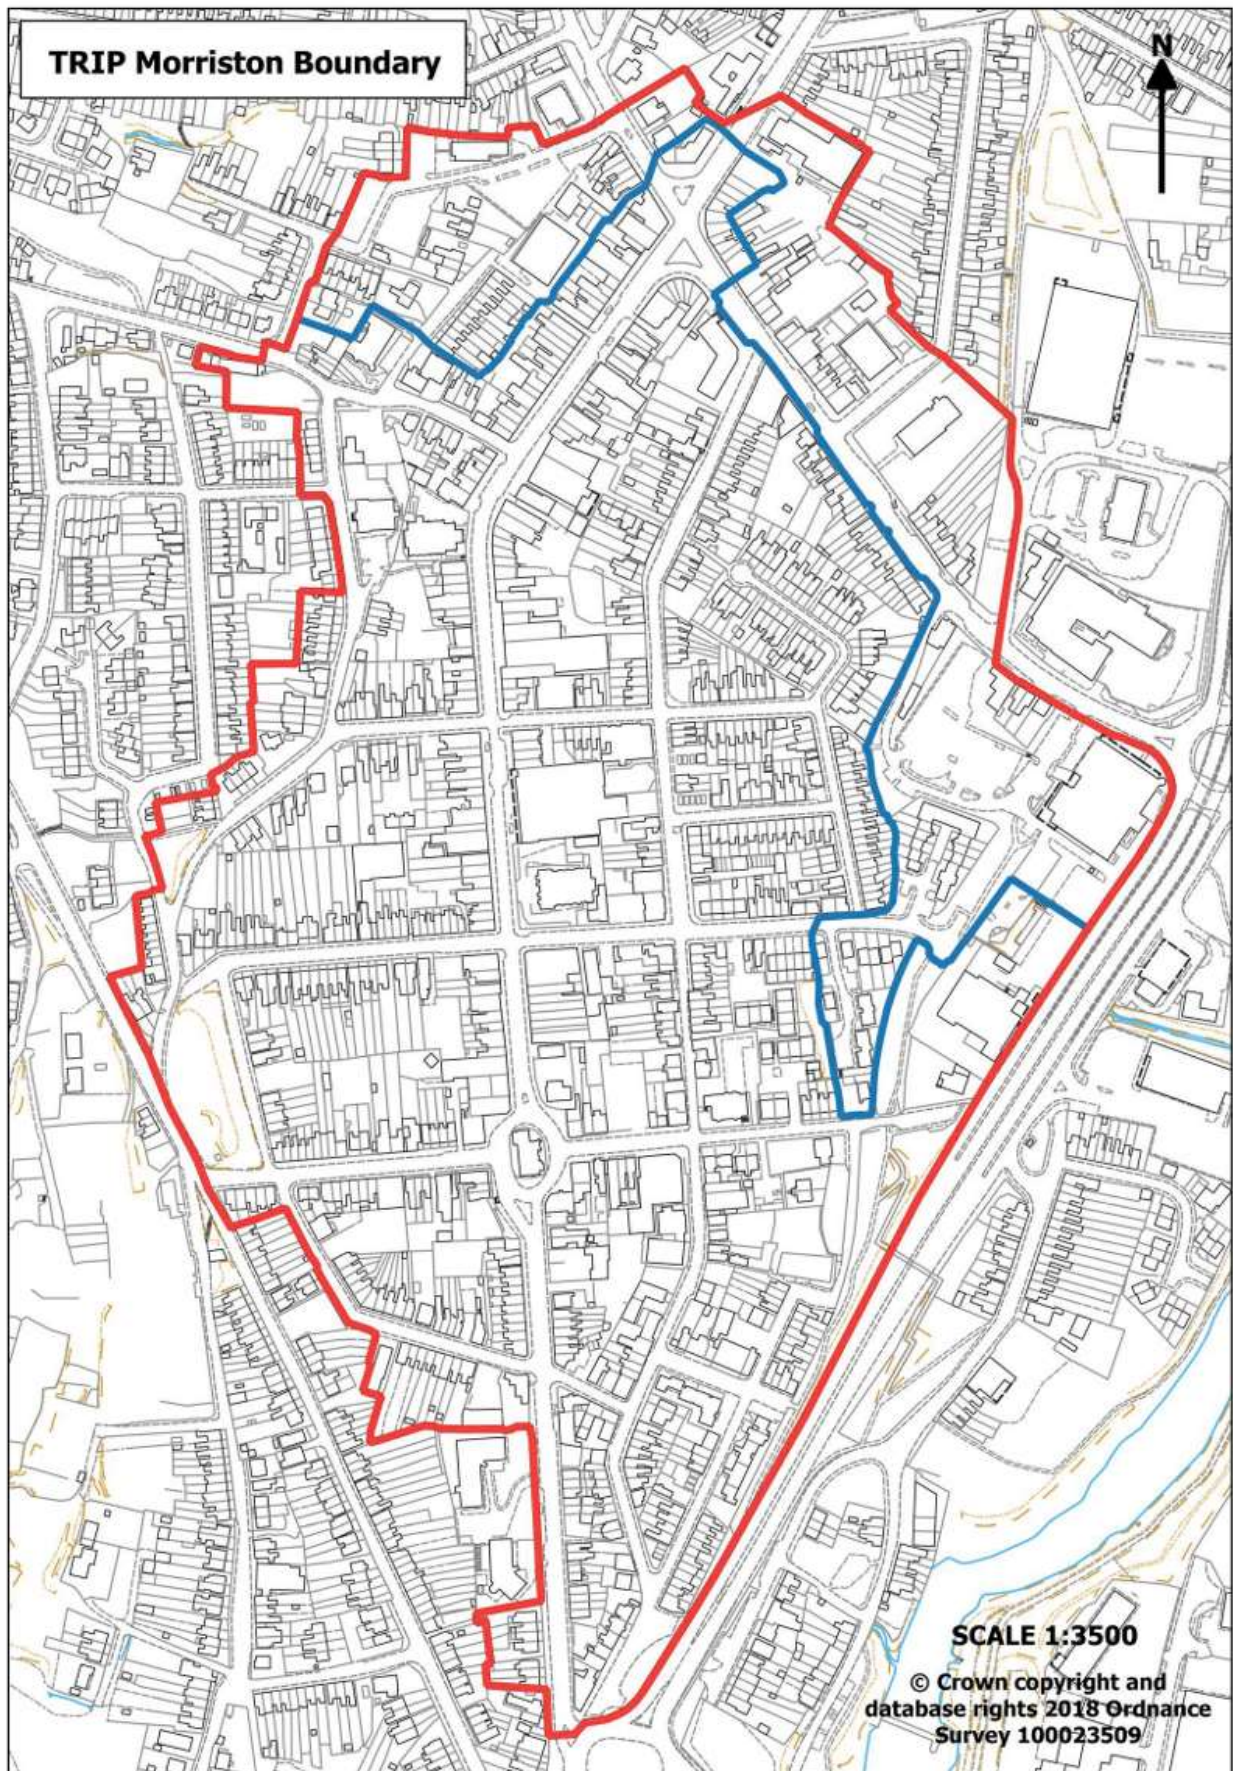 TRIP Morriston Boundary
N
SCALE 1:3500
© Crown copyright and
database rights 2018 Ordnance
Survey 100023509